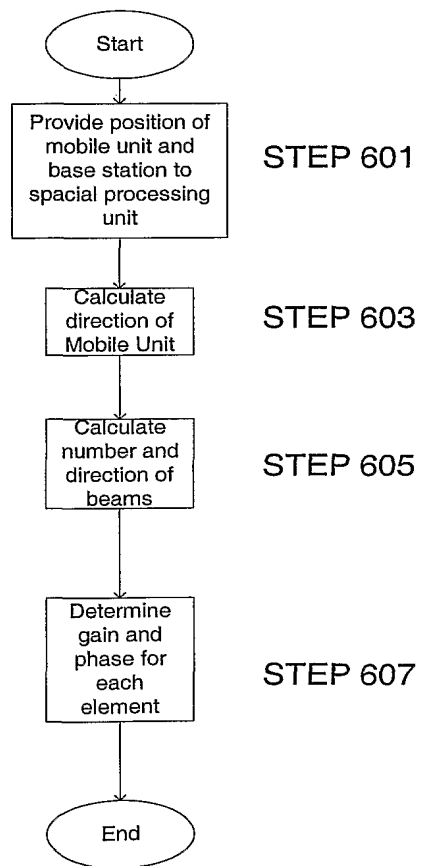 Start
Provide position of
mobile unit and
base station to
spacial processing
unit
STEP 601
Calculate
direction of
Mobile Unit
STEP 603
Calculate
number and
direction of
beams
STEP 605
Determine
gain and
phase for
each
element
STEP 607
End